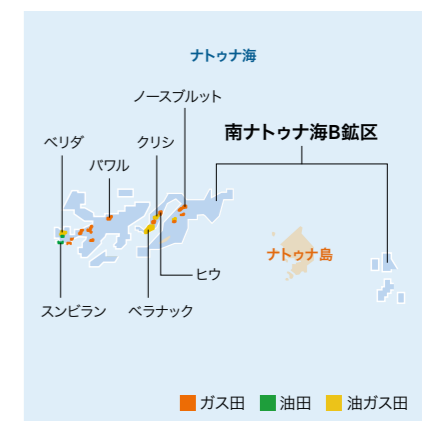 ナトゥナ海
ノースブルット
南ナトゥナ海B鉱区
ベリダ
クリシ
バワル
ナトゥナ島
ヒウ
スンビラン
ベラナック
ガス田
油田
油ガス田